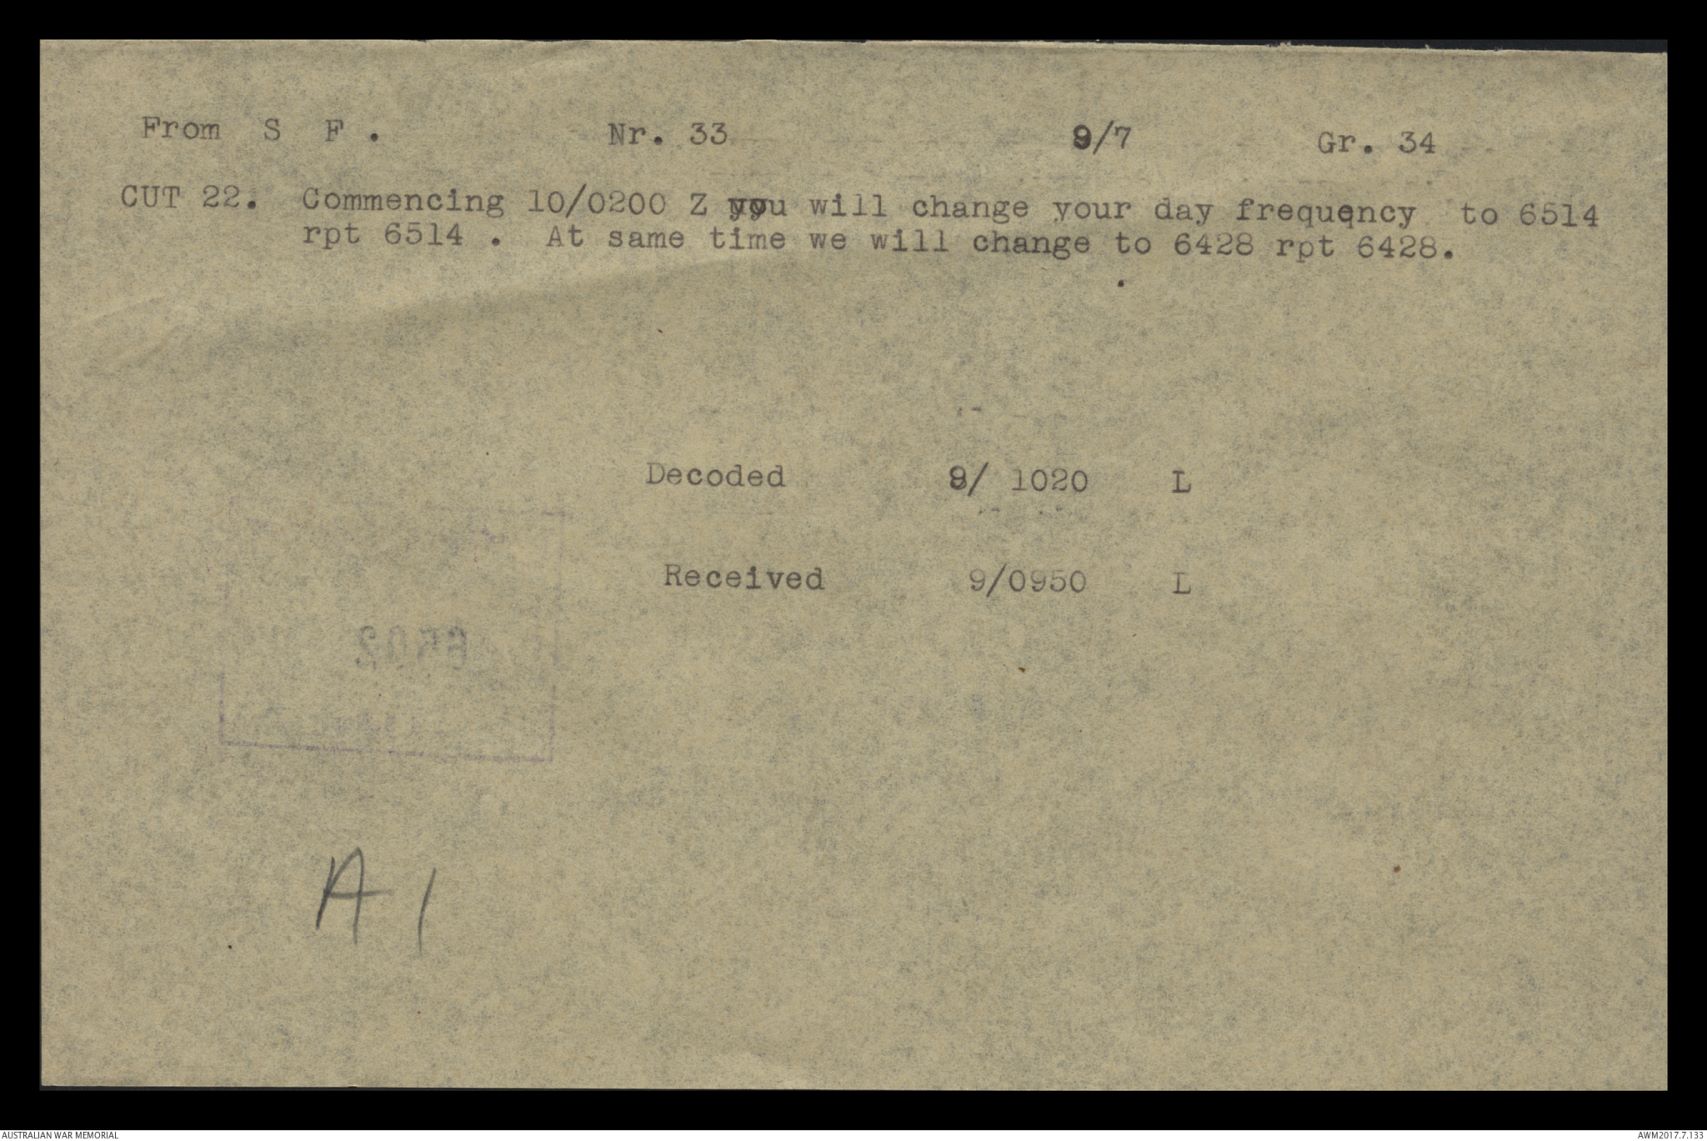 From S F . Nr. 33 9/7 Gr. 34
CUT 22. Commencing 10/0200 Z you will change your day frequency to 6514
rpt 6514 . At same time we will change to 6428 rpt 6428.
Decoded 9/ 1020 L
Received 9/0950 L
A 1
AUSTRALIAN WAR MEMORIAL AWM2017.7.133